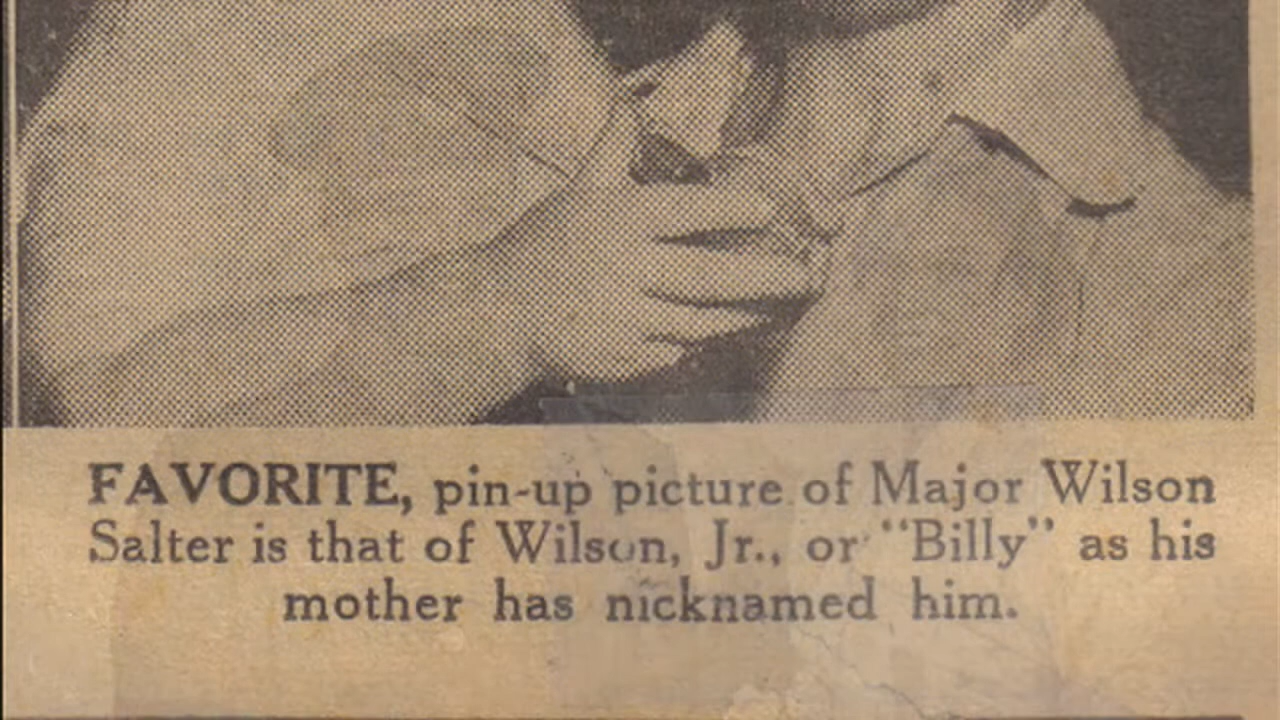 FAVORITE, pin-up picture of Major Wilson
Salter is that of Wilson, Jr., or "Billy" as his
mother has nicknamed him.